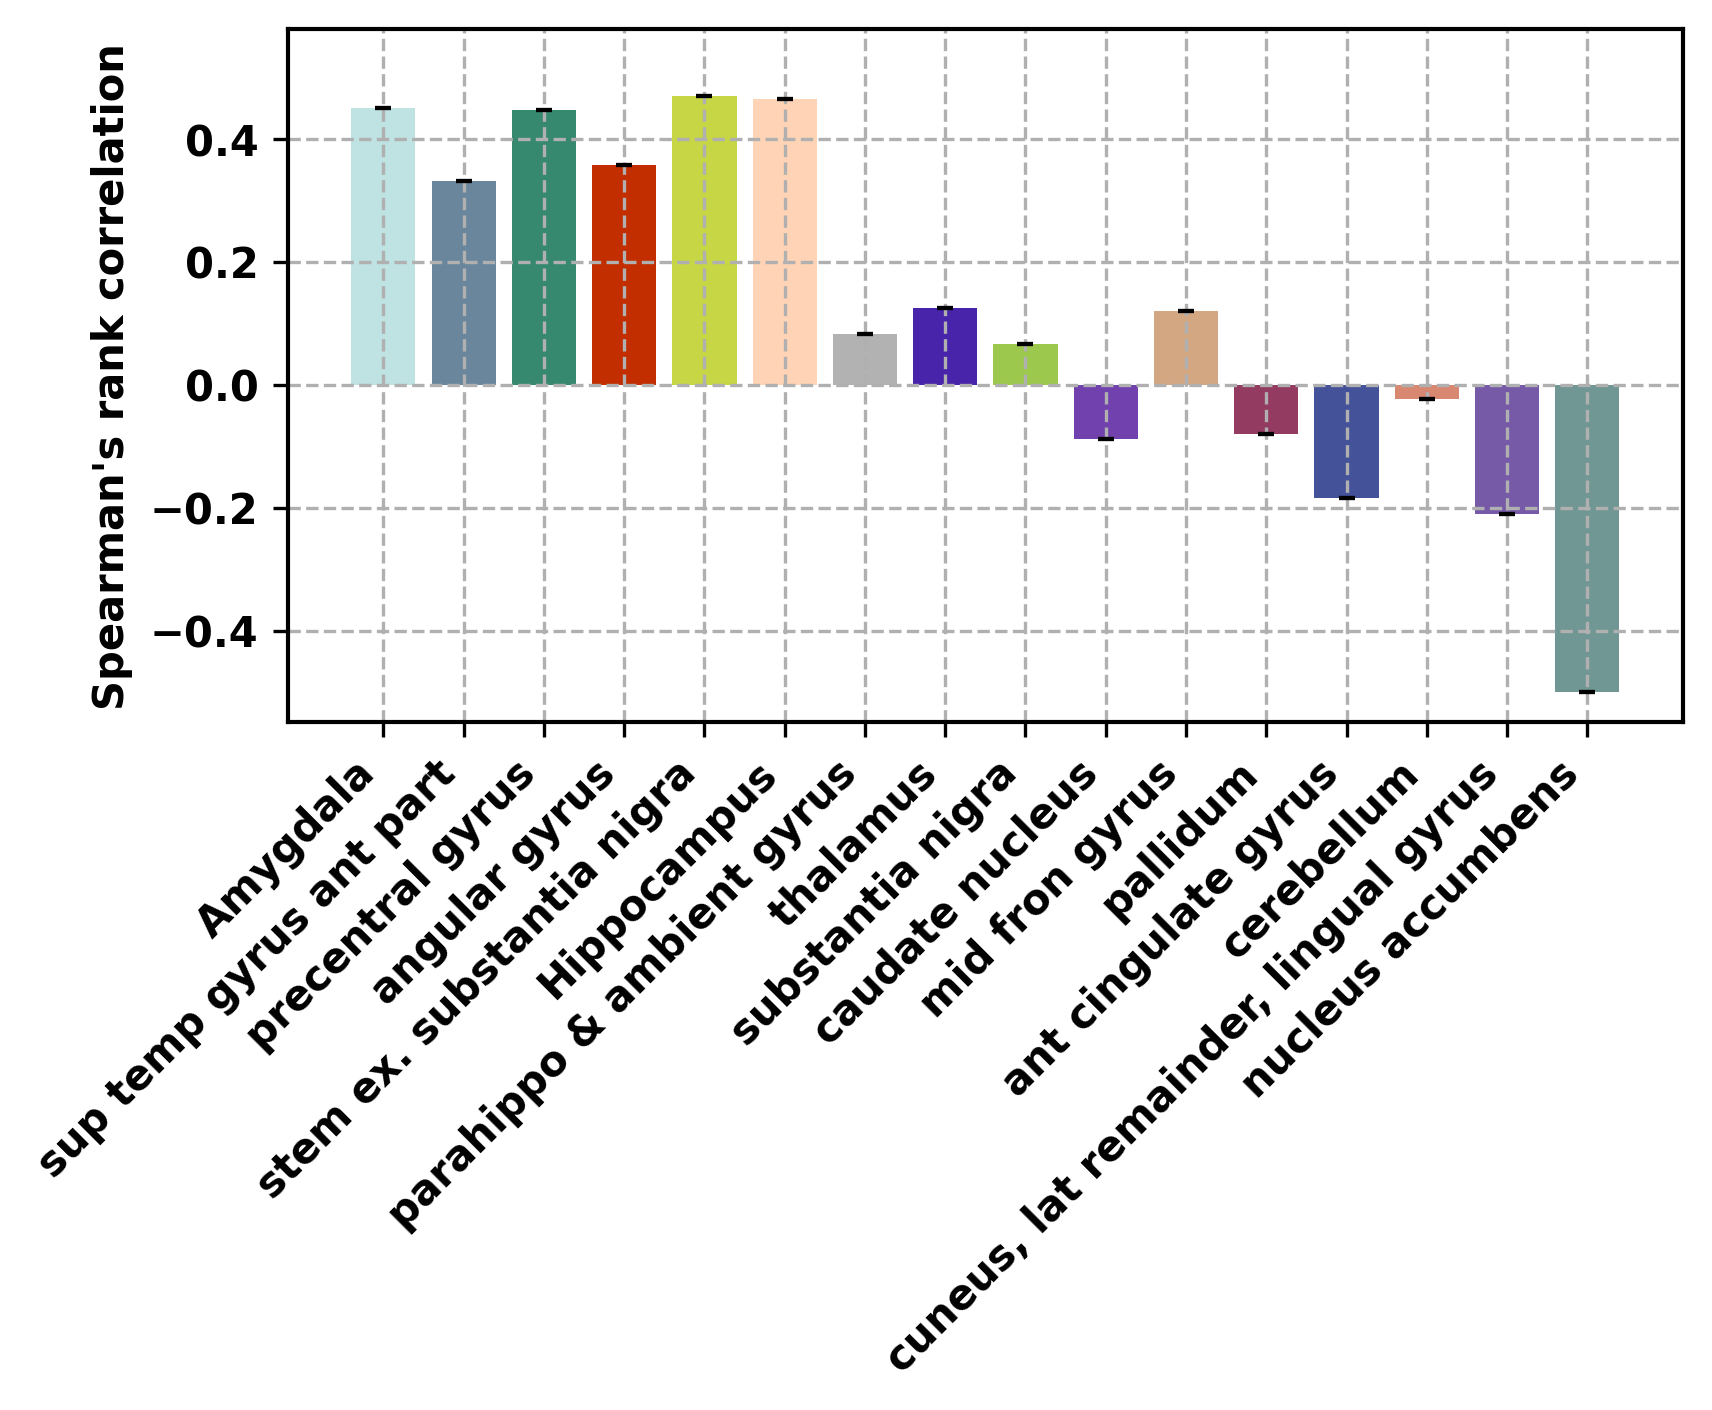 Spearman's rank correlation
0.4
0.2
0.0
−0.2
−0.4
Amygdala
sup temp gyrus ant part
precentral gyrus
angular gyrus
stem ex. substantia nigra
Hippocampus
parahippo & ambient gyrus
thalamus
substantia nigra
caudate nucleus
mid fron gyrus
pallidum
ant cingulate gyrus
cerebellum
cuneus, lat remainder, lingual gyrus
nucleus accumbens